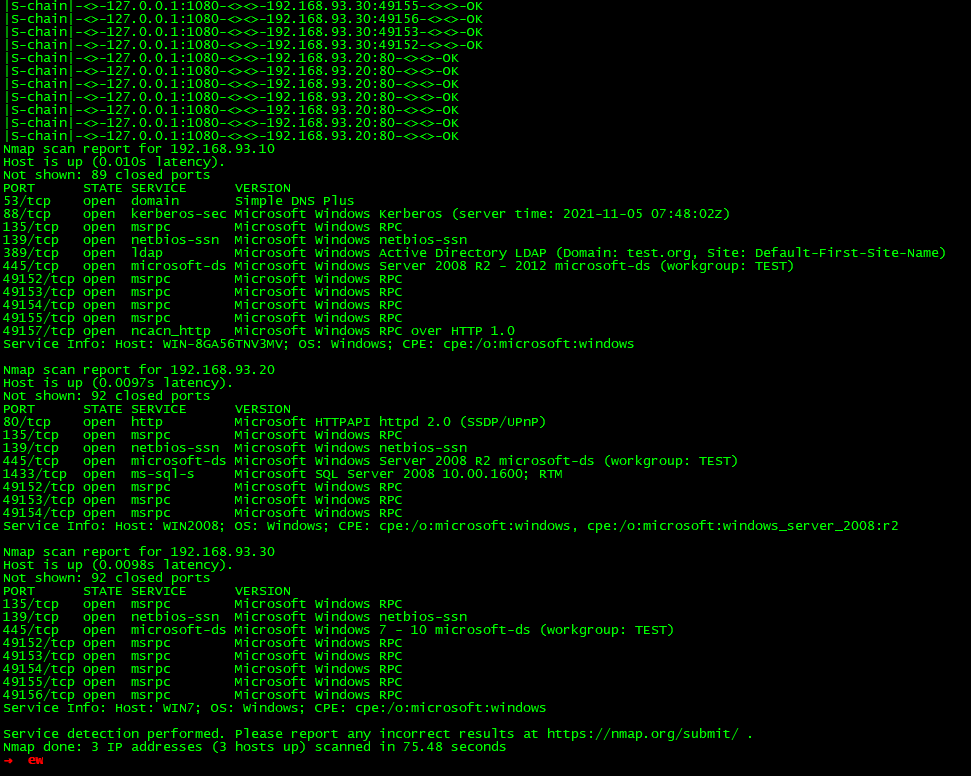 |S-chain|-<>-127.0.0.1:1080-<><>-192.168.93.30:49155-<><>-OK
|S-chain|-<>-127.0.0.1:1080-<><>-192.168.93.30:49156-<><>-OK
|S-chain|-<>-127.0.0.1:1080-<><>-192.168.93.30:49153-<><>-OK
|S-chain|-<>-127.0.0.1:1080-<><>-192.168.93.30:49152-<><>-OK
|S-chain|-<>-127.0.0.1:1080-<><>-192.168.93.20:80-<><>-OK
|S-chain|-<>-127.0.0.1:1080-<><>-192.168.93.20:80-<><>-OK
|S-chain|-<>-127.0.0.1:1080-<><>-192.168.93.20:80-<><>-OK
|S-chain|-<>-127.0.0.1:1080-<><>-192.168.93.20:80-<><>-OK
|S-chain|-<>-127.0.0.1:1080-<><>-192.168.93.20:80-<><>-OK
|S-chain|-<>-127.0.0.1:1080-<><>-192.168.93.20:80-<><>-OK
|S-chain|-<>-127.0.0.1:1080-<><>-192.168.93.20:80-<><>-OK
Nmap scan report for 192.168.93.10
Host is up (0.010s latency).
Not shown: 89 closed ports
PORT      STATE SERVICE      VERSION
53/tcp    open  domain       Simple DNS Plus
88/tcp    open  kerberos-sec Microsoft Windows Kerberos (server time: 2021-11-05 07:48:02Z)
135/tcp   open  msrpc        Microsoft Windows RPC
139/tcp   open  netbios-ssn  Microsoft Windows netbios-ssn
389/tcp   open  ldap         Microsoft Windows Active Directory LDAP (Domain: test.org, Site: Default-First-Site-Name)
445/tcp   open  microsoft-ds Microsoft Windows Server 2008 R2 - 2012 microsoft-ds (workgroup: TEST)
49152/tcp open  msrpc        Microsoft Windows RPC
49153/tcp open  msrpc        Microsoft Windows RPC
49154/tcp open  msrpc        Microsoft Windows RPC
49155/tcp open  msrpc        Microsoft Windows RPC
49157/tcp open  ncacn_http   Microsoft Windows RPC over HTTP 1.0
Service Info: Host: WIN-8GA56TNV3MV; OS: Windows; CPE: cpe:/o:microsoft:windows
Nmap scan report for 192.168.93.20
Host is up (0.0097s latency).
Not shown: 92 closed ports
PORT      STATE SERVICE      VERSION
80/tcp    open  http         Microsoft HTTPAPI httpd 2.0 (SSDP/UPnP)
135/tcp   open  msrpc        Microsoft Windows RPC
139/tcp   open  netbios-ssn  Microsoft Windows netbios-ssn
445/tcp   open  microsoft-ds Microsoft Windows Server 2008 R2 microsoft-ds (workgroup: TEST)
1433/tcp  open  ms-sql-s     Microsoft SQL Server 2008 10.00.1600; RTM
49152/tcp open  msrpc        Microsoft Windows RPC
49153/tcp open  msrpc        Microsoft Windows RPC
49154/tcp open  msrpc        Microsoft Windows RPC
Service Info: Host: WIN2008; OS: Windows; CPE: cpe:/o:microsoft:windows, cpe:/o:microsoft:windows_server_2008:r2
Nmap scan report for 192.168.93.30
Host is up (0.0098s latency).
Not shown: 92 closed ports
PORT      STATE SERVICE      VERSION
135/tcp   open  msrpc        Microsoft Windows RPC
139/tcp   open  netbios-ssn  Microsoft Windows netbios-ssn
445/tcp   open  microsoft-ds Microsoft Windows 7 - 10 microsoft-ds (workgroup: TEST)
49152/tcp open  msrpc        Microsoft Windows RPC
49153/tcp open  msrpc        Microsoft Windows RPC
49154/tcp open  msrpc        Microsoft Windows RPC
49155/tcp open  msrpc        Microsoft Windows RPC
49156/tcp open  msrpc        Microsoft Windows RPC
Service Info: Host: WIN7; OS: Windows; CPE: cpe:/o:microsoft:windows
Service detection performed. Please report any incorrect results at https://nmap.org/submit/ .
Nmap done: 3 IP addresses (3 hosts up) scanned in 75.48 seconds
→  ew